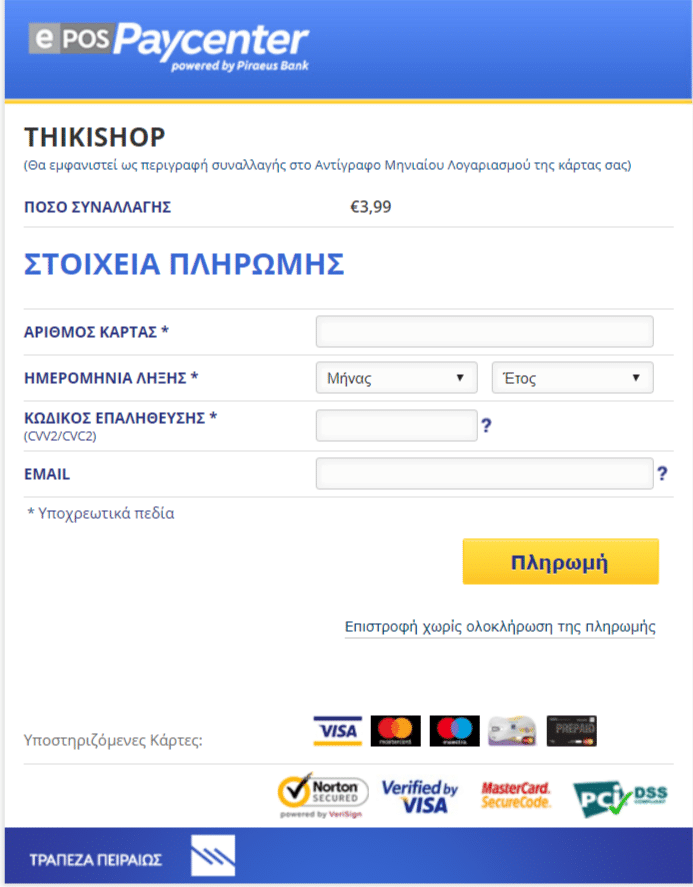 e POS Paycenter
powered by Piraeus Bank
THIKISHOP
(Θα εμφανιστεί ως περιγραφή συναλλαγής στο Αντίγραφο Μηνιαίου Λογαριασμού της κάρτας σας)
ΠΟΣΟ ΣΥΝΑΛΛΑΓΗΣ €3,99
ΣΤΟΙΧΕΙΑ ΠΛΗΡΩΜΗΣ
ΑΡΙΘΜΟΣ ΚΑΡΤΑΣ *
ΗΜΕΡΟΜΗΝΙΑ ΛΗΞΗΣ * Μήνας ▼ Έτος ▼
ΚΩΔΙΚΟΣ ΕΠΑΛΗΘΕΥΣΗΣ * ?
(CVV2/CVC2)
EMAIL ?
* Υποχρεωτικά πεδία
Πληρωμή
Επιστροφή χωρίς ολοκλήρωση της πληρωμής
Υποστηριζόμενες Κάρτες: VISA mastercard maestro PREPAID
Norton SECURED powered by VeriSign
Verified by VISA
MasterCard. SecureCode.
PCI DSS COMPLIANT
ΤΡΑΠΕΖΑ ΠΕΙΡΑΙΩΣ